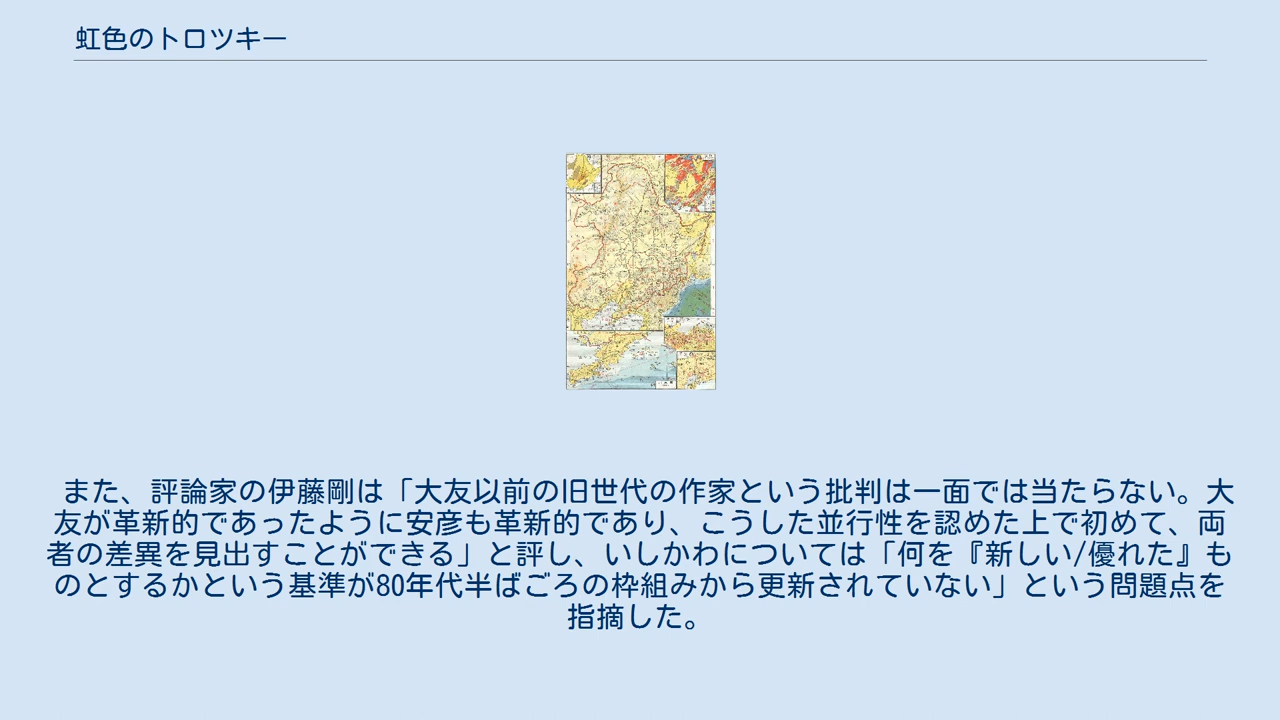 虹色のトロツキー
また、評論家の伊藤剛は「大友以前の旧世代の作家という批判は一面では当たらない。大
友が革新的であったように安彦も革新的であり、こうした並行性を認めた上で初めて、両
者の差異を見出すことができる」と評し、いしかわについては「何を『新しい/優れた』も
のとするかという基準が80年代半ばごろの枠組みから更新されていない」という問題点を
指摘した。